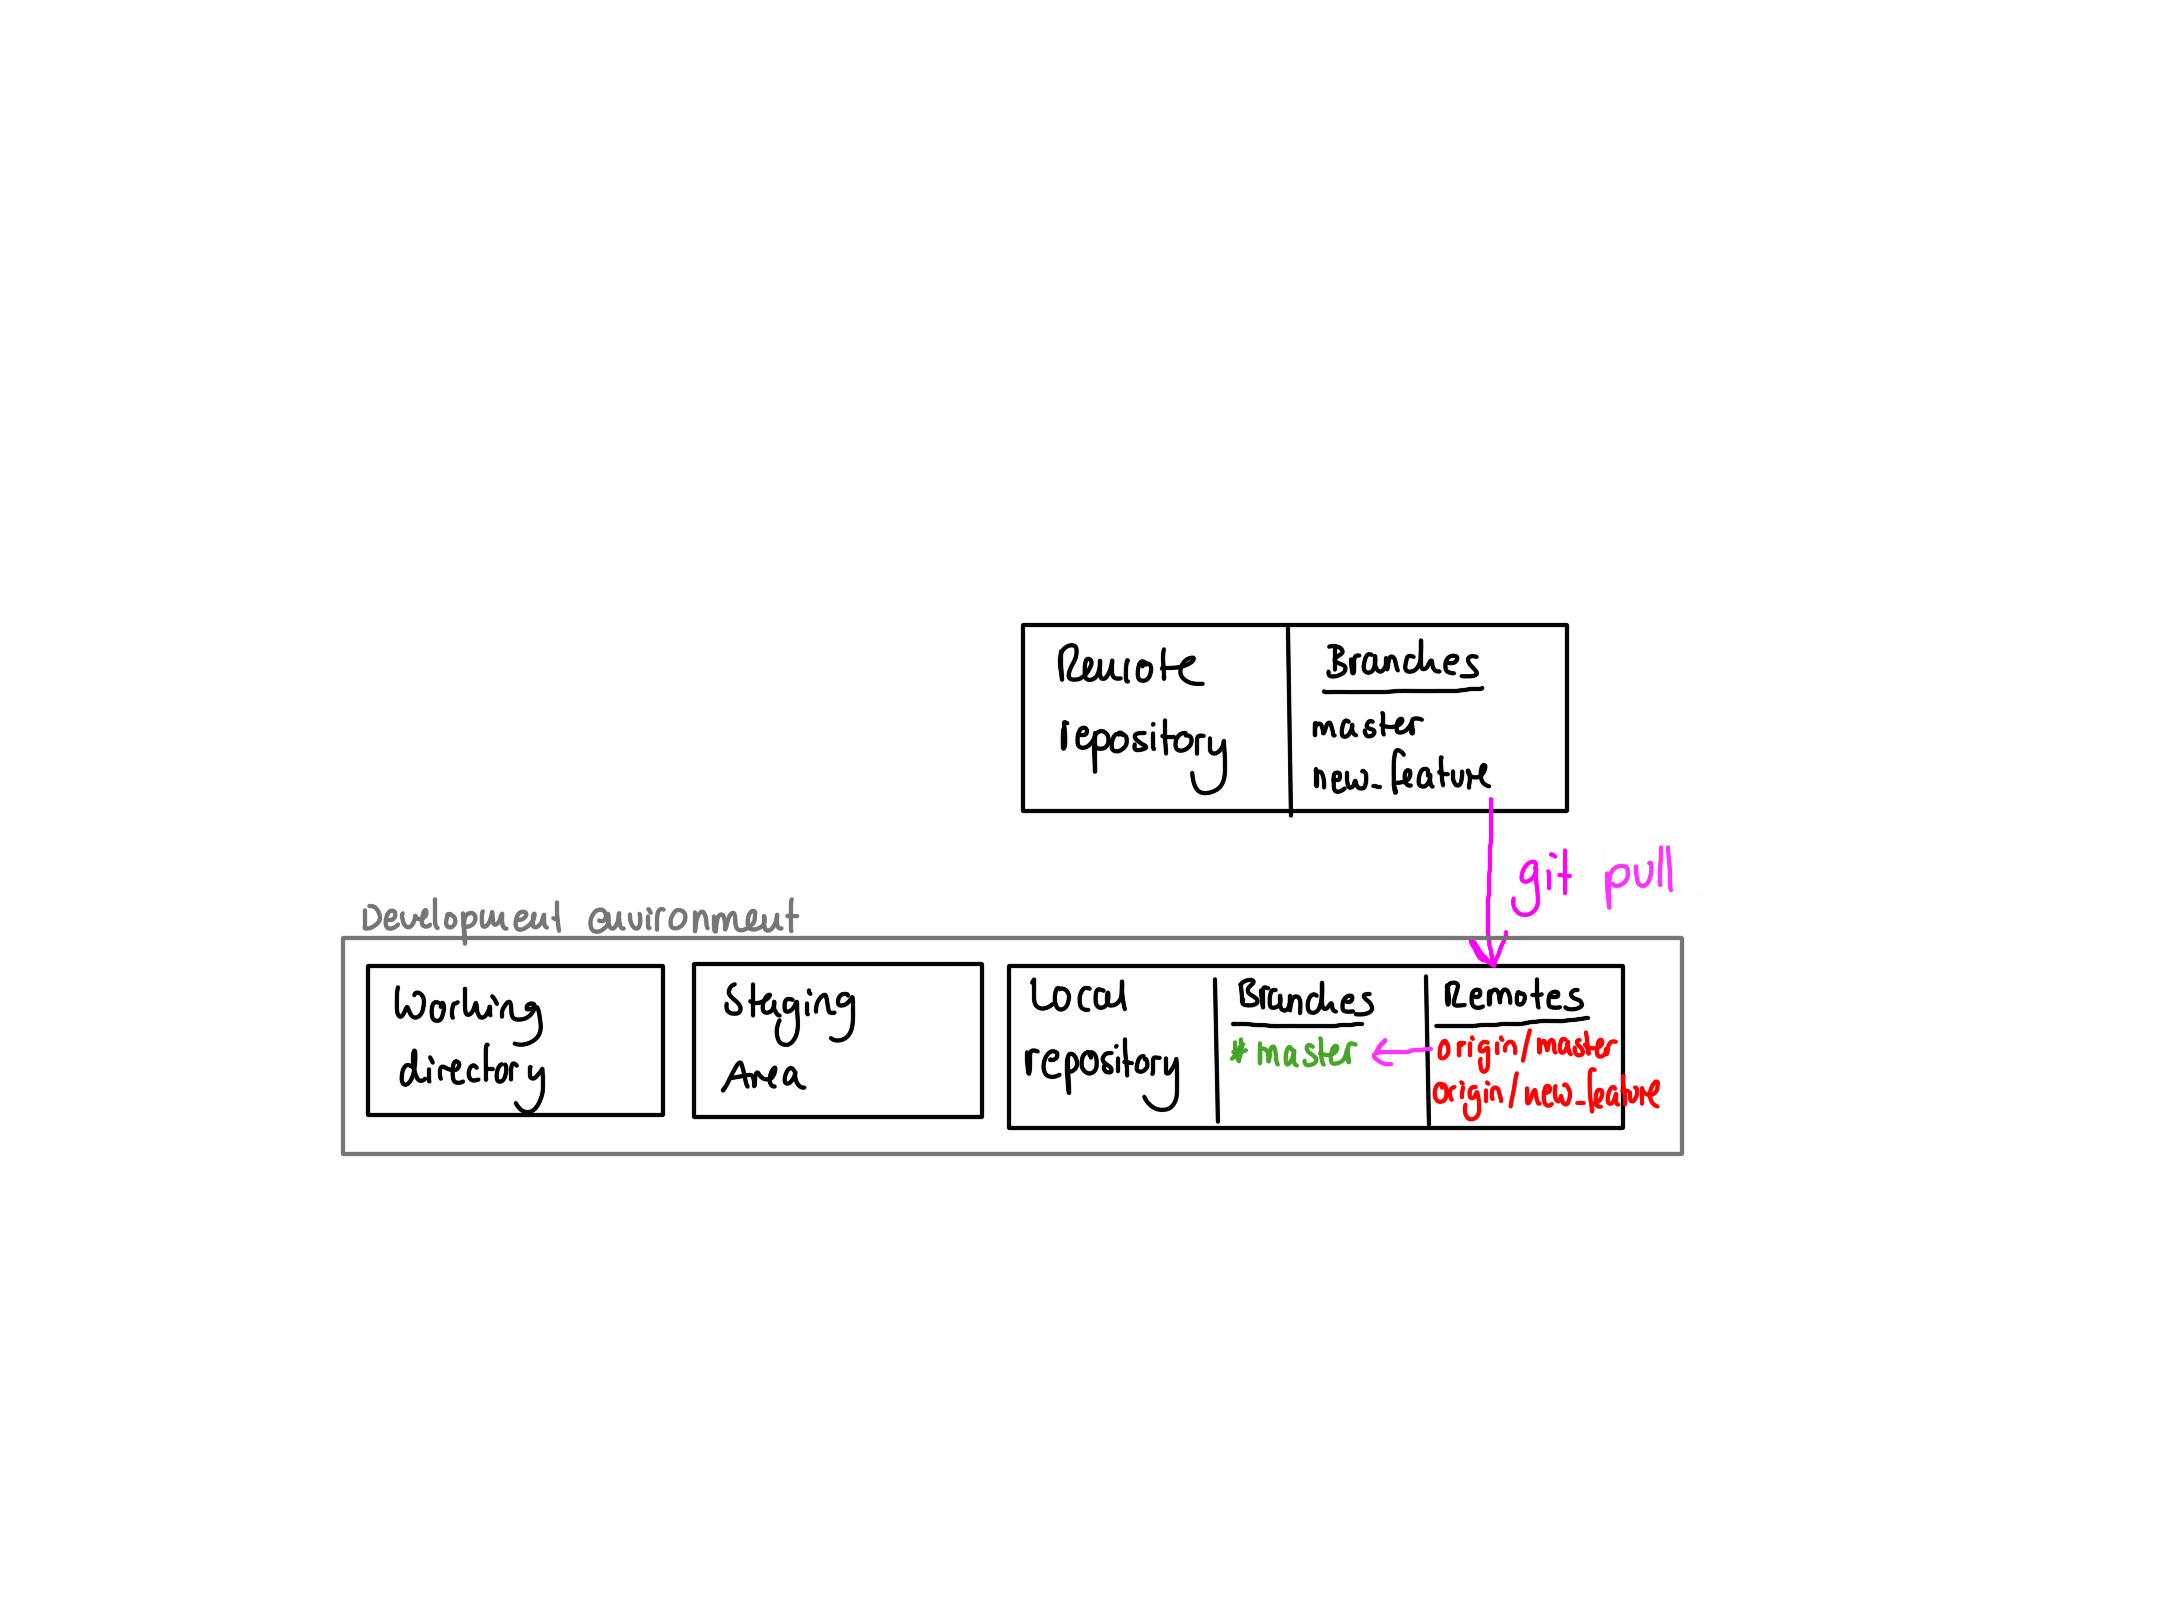 Remote
repository
Branches
master
new_feature
git pull
Development environment
Working
directory
Staging
Area
Local
repository
Branches
* master
Remotes
origin/master
origin/new_feature